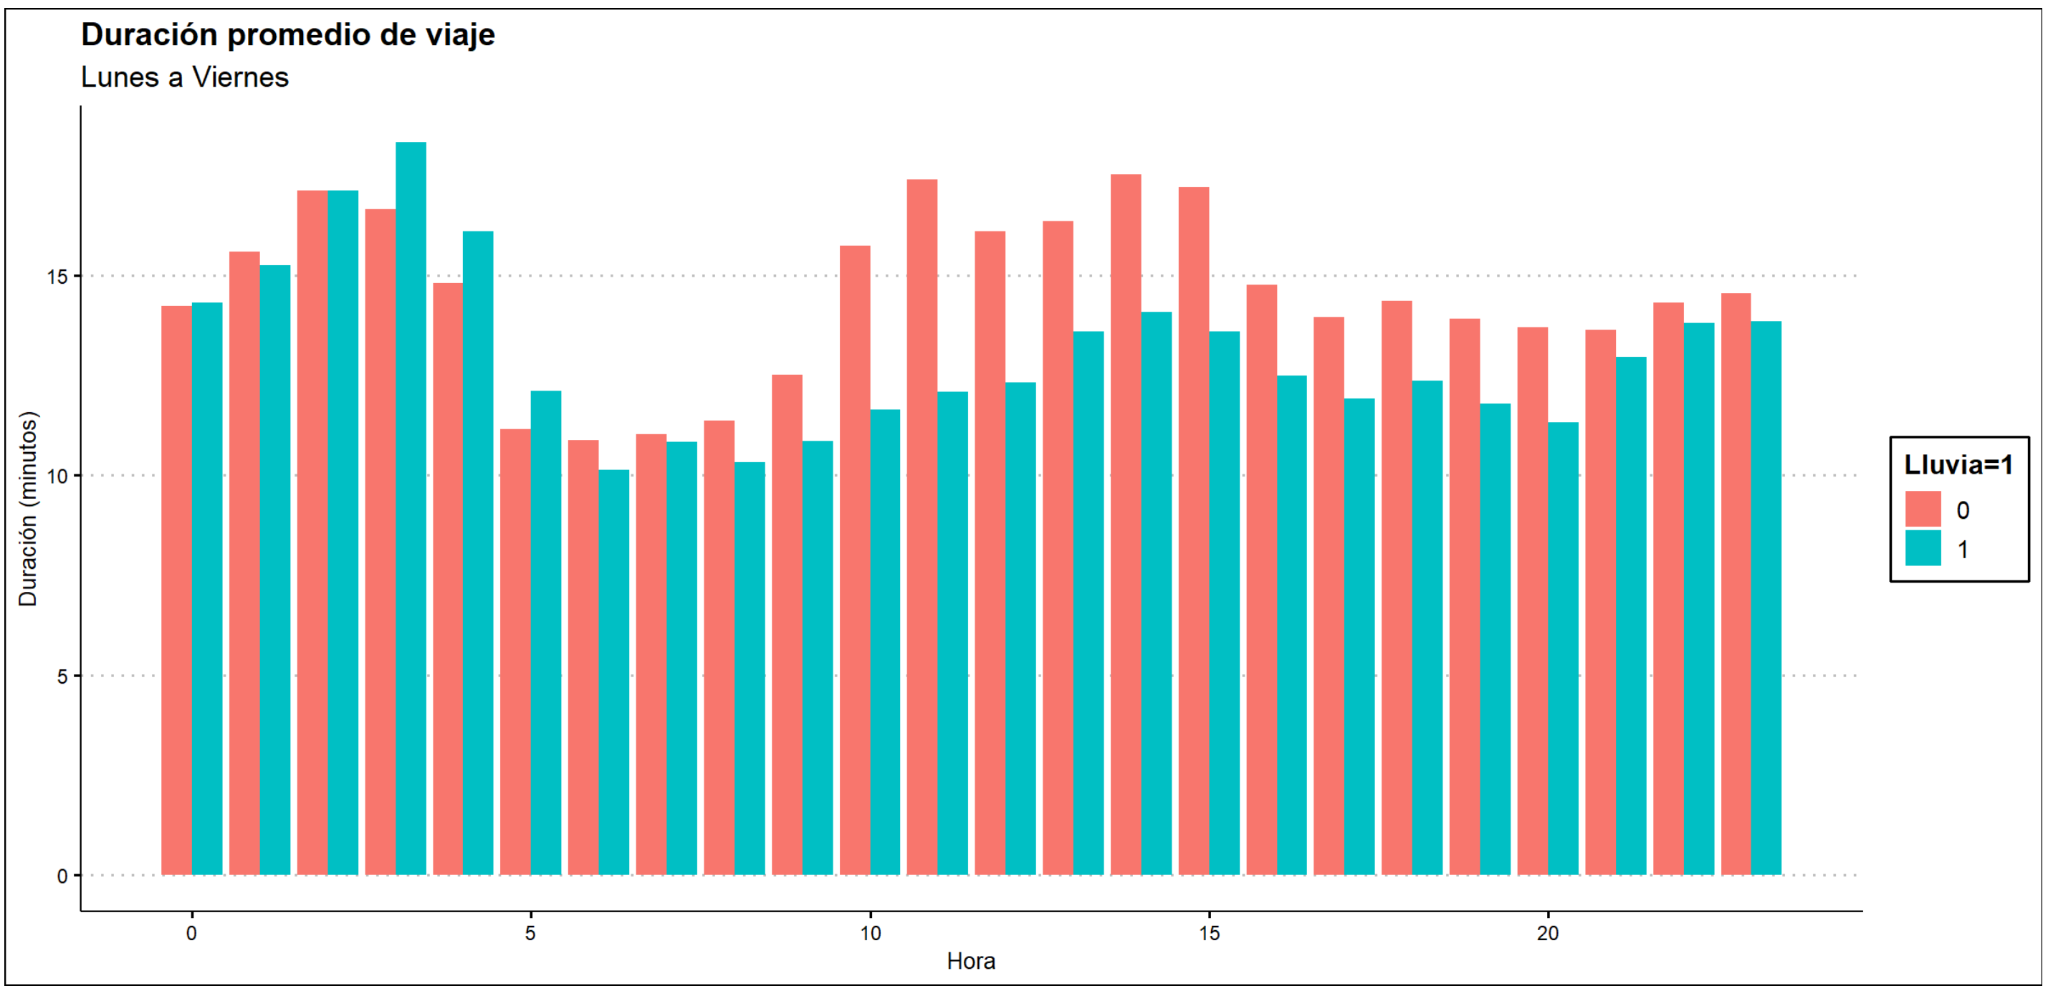 Duración promedio de viaje
Lunes a Viernes
Duración (minutos)
15
10
5
0
0 5 10 15 20
Hora
Lluvia=1
0
1